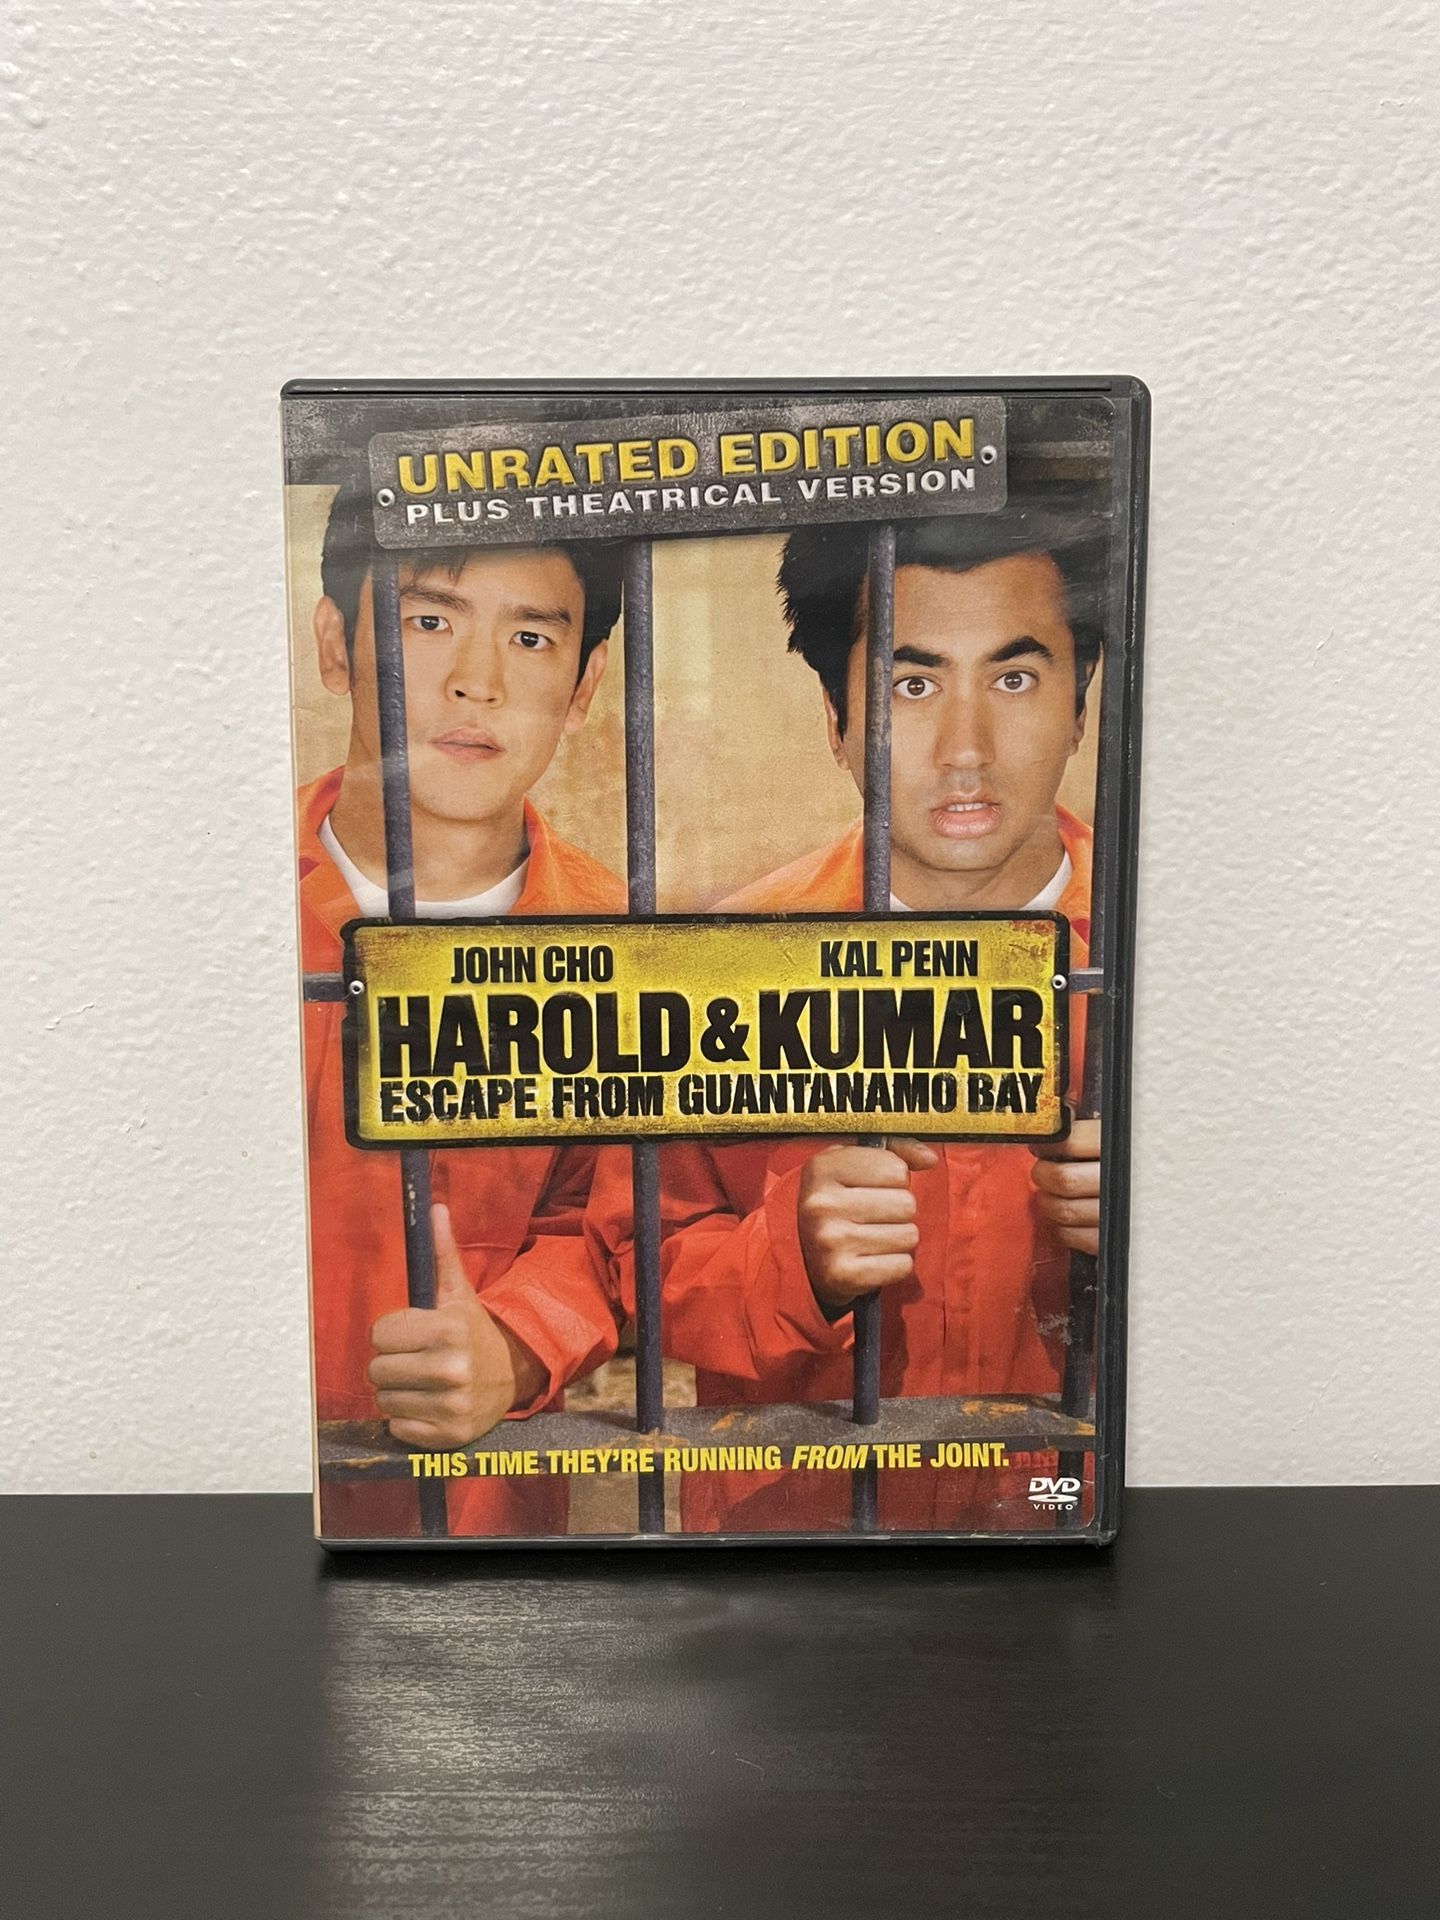 UNRATED EDITION
PLUS THEATRICAL VERSION
JOHN CHO KAL PENN
HAROLD & KUMAR
ESCAPE FROM GUANTANAMO BAY
THIS TIME THEY'RE RUNNING FROM THE JOINT.
DVD
VIDEO